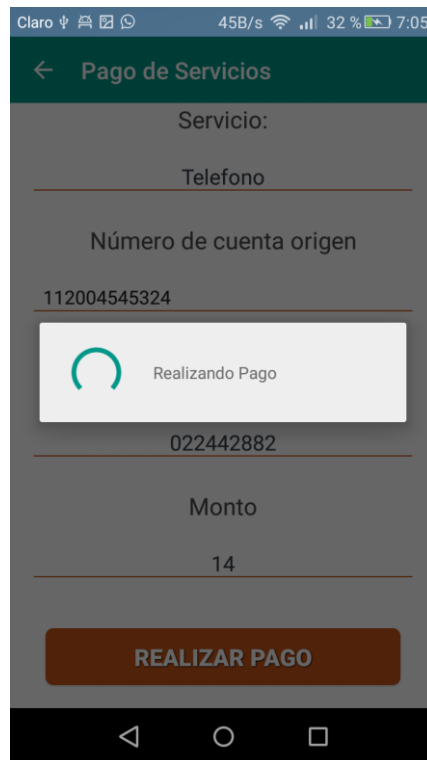 Claro 45B/s 32 % 7:05
Pago de Servicios
Servicio:
Telefono
Número de cuenta origen
112004545324
Realizando Pago
022442882
Monto
14
REALIZAR PAGO